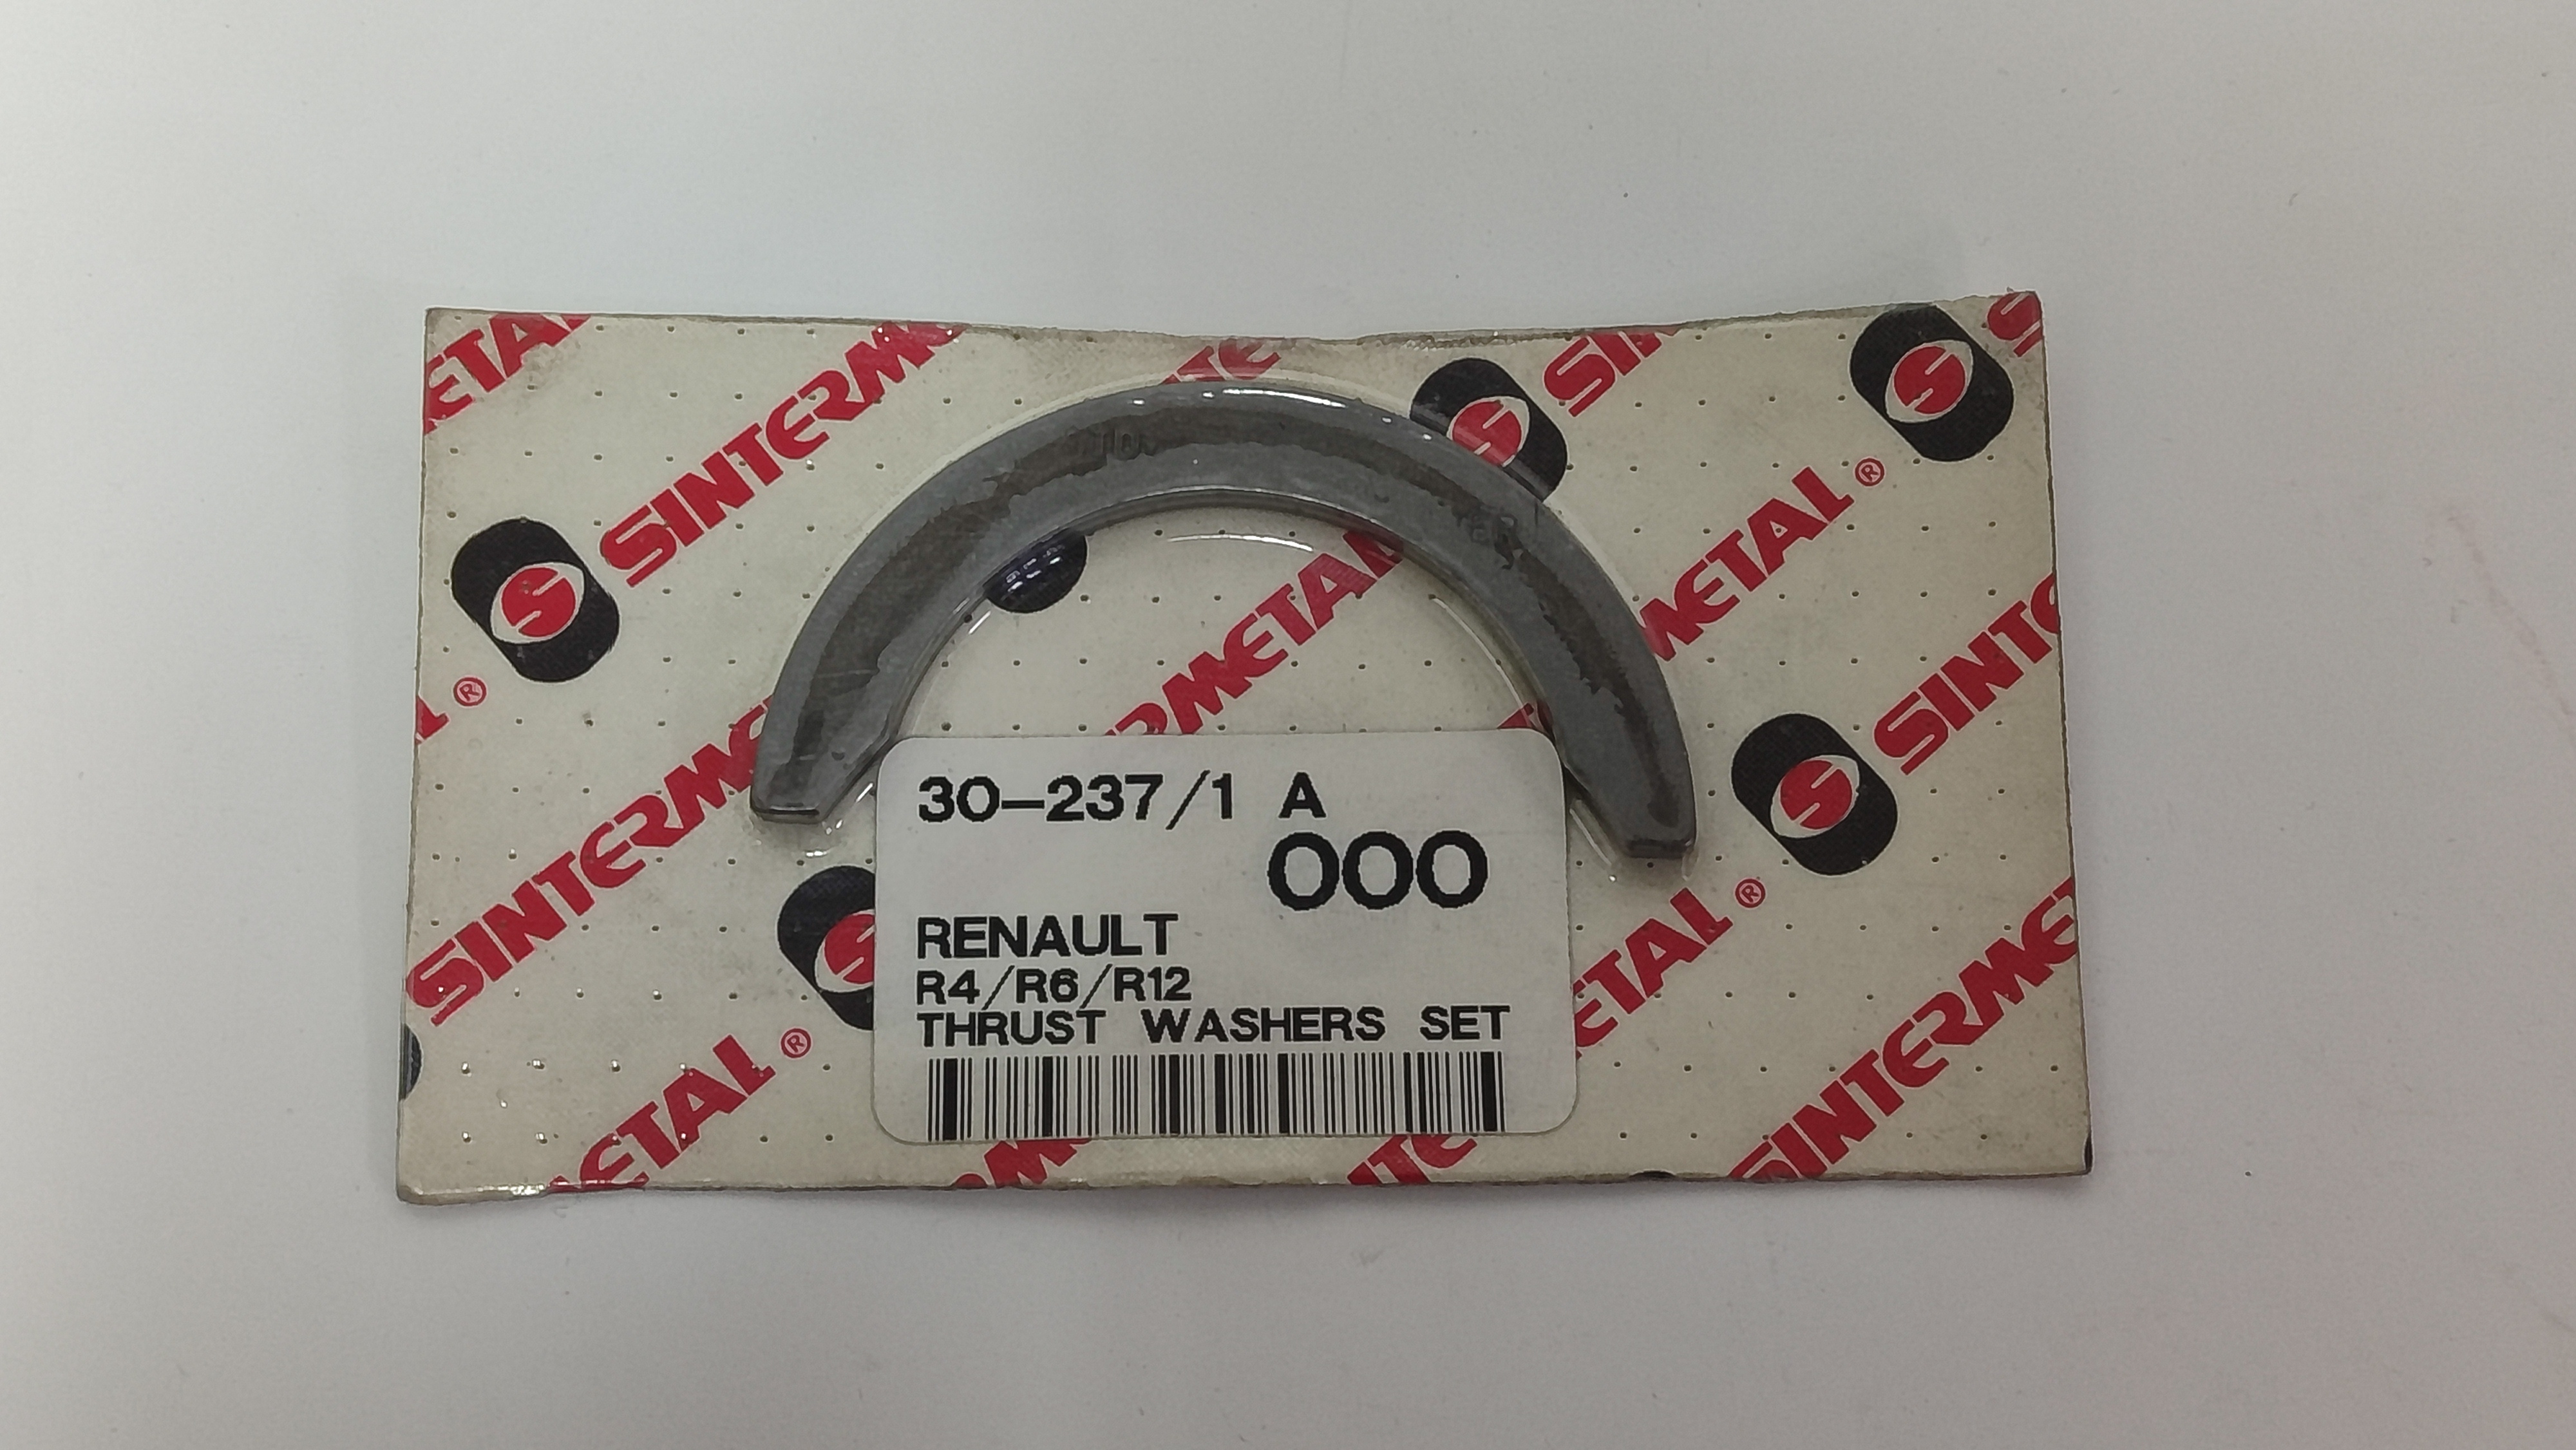 SINTERMETAL®
30-237/1 A
000
RENAULT
R4/R6/R12
THRUST WASHERS SET